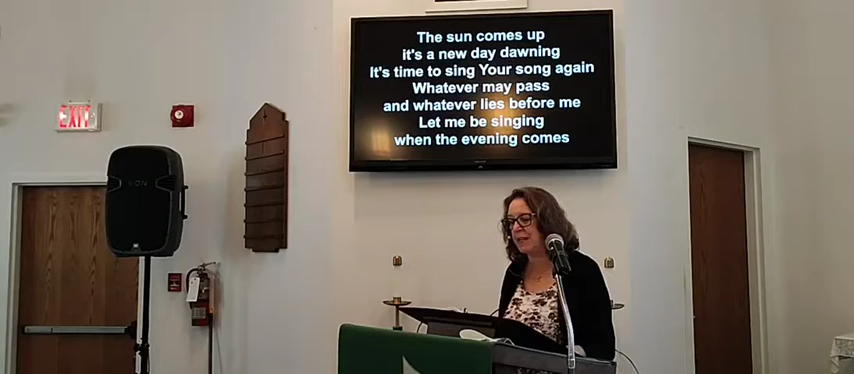 The sun comes up
it's a new day dawning
It's time to sing Your song again
Whatever may pass
and whatever lies before me
Let me be singing
when the evening comes
EXIT